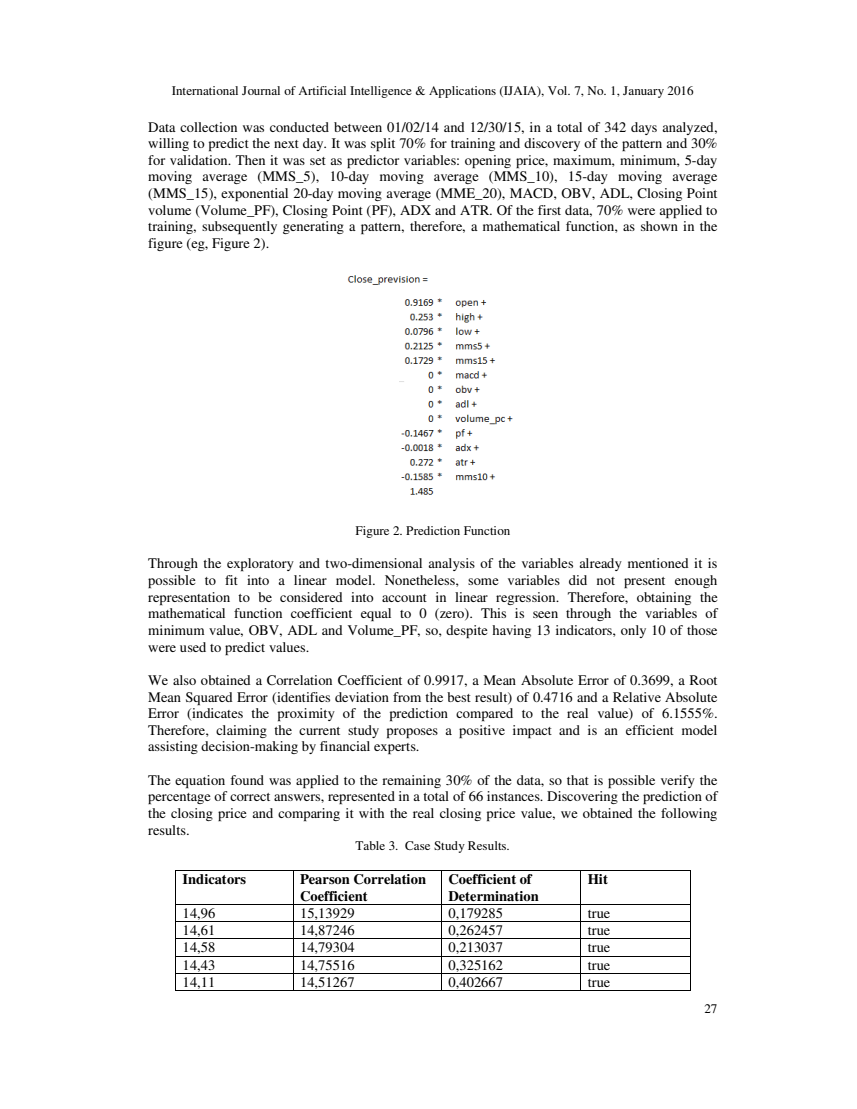 International Journal of Artificial Intelligence & Applications (IJAIA), Vol. 7, No. 1, January 2016
Data collection was conducted between 01/02/14 and 12/30/15, in a total of 342 days analyzed,
willing to predict the next day. It was split 70% for training and discovery of the pattern and 30%
for validation. Then it was set as predictor variables: opening price, maximum, minimum, 5-day
moving average (MMS_5), 10-day moving average (MMS_10), 15-day moving average
(MMS_15), exponential 20-day moving average (MME_20), MACD, OBV, ADL, Closing Point
volume (Volume_PF), Closing Point (PF), ADX and ATR. Of the first data, 70% were applied to
training, subsequently generating a pattern, therefore, a mathematical function, as shown in the
figure (eg, Figure 2).
Close_prevision =
0.9169 * open +
0.253 * high +
0.0796 * low +
0.2125 * mms5 +
0.1729 * mms15 +
0 * macd +
0 * obv +
0 * adl +
0 * volume_pc +
-0.1467 * pf +
-0.0018 * adx +
0.272 * atr +
-0.1585 * mms10 +
1.485
Figure 2. Prediction Function
Through the exploratory and two-dimensional analysis of the variables already mentioned it is
possible to fit into a linear model. Nonetheless, some variables did not present enough
representation to be considered into account in linear regression. Therefore, obtaining the
mathematical function coefficient equal to 0 (zero). This is seen through the variables of
minimum value, OBV, ADL and Volume_PF, so, despite having 13 indicators, only 10 of those
were used to predict values.
We also obtained a Correlation Coefficient of 0.9917, a Mean Absolute Error of 0.3699, a Root
Mean Squared Error (identifies deviation from the best result) of 0.4716 and a Relative Absolute
Error (indicates the proximity of the prediction compared to the real value) of 6.1555%.
Therefore, claiming the current study proposes a positive impact and is an efficient model
assisting decision-making by financial experts.
The equation found was applied to the remaining 30% of the data, so that is possible verify the
percentage of correct answers, represented in a total of 66 instances. Discovering the prediction of
the closing price and comparing it with the real closing price value, we obtained the following
results.
Table 3. Case Study Results.
Indicators Pearson Correlation Coefficient of Hit
Coefficient Determination
14,96 15,13929 0,179285 true
14,61 14,87246 0,262457 true
14,58 14,79304 0,213037 true
14,43 14,75516 0,325162 true
14,11 14,51267 0,402667 true
27